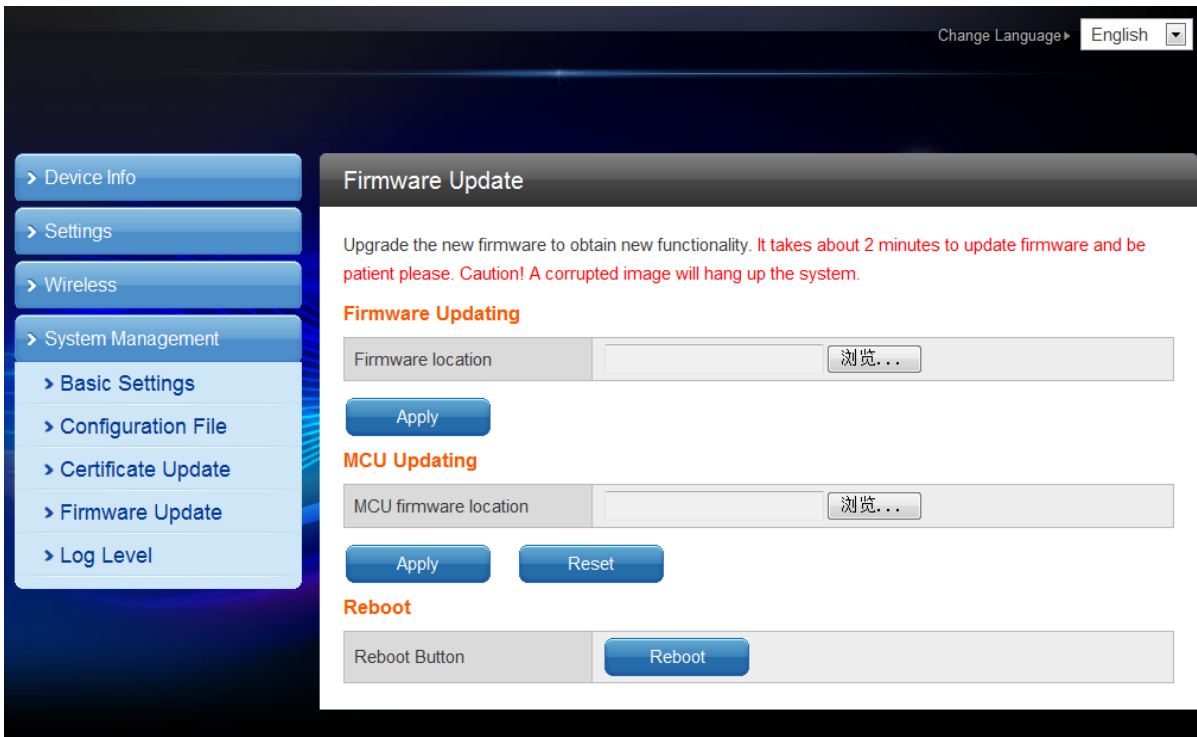 Change Language
English
Device Info
Settings
Wireless
System Management
Basic Settings
Configuration File
Certificate Update
Firmware Update
Log Level
Firmware Update
Upgrade the new firmware to obtain new functionality. It takes about 2 minutes to update firmware and be
patient please. Caution! A corrupted image will hang up the system.
Firmware Updating
Firmware location 浏览...
Apply
MCU Updating
MCU firmware location 浏览...
Apply Reset
Reboot
Reboot Button Reboot